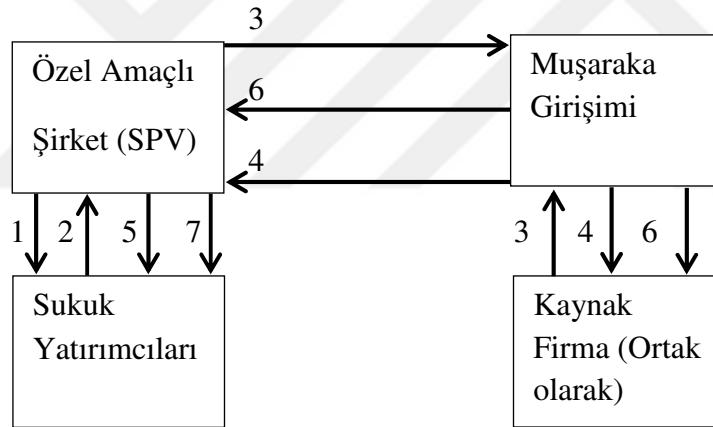 3
Özel Amaçlı
Şirket (SPV)
6
4
Muşaraka
Girişimi
1
2
5
7
3
4
6
Sukuk
Yatırımcıları
Kaynak
Firma (Ortak
olarak)